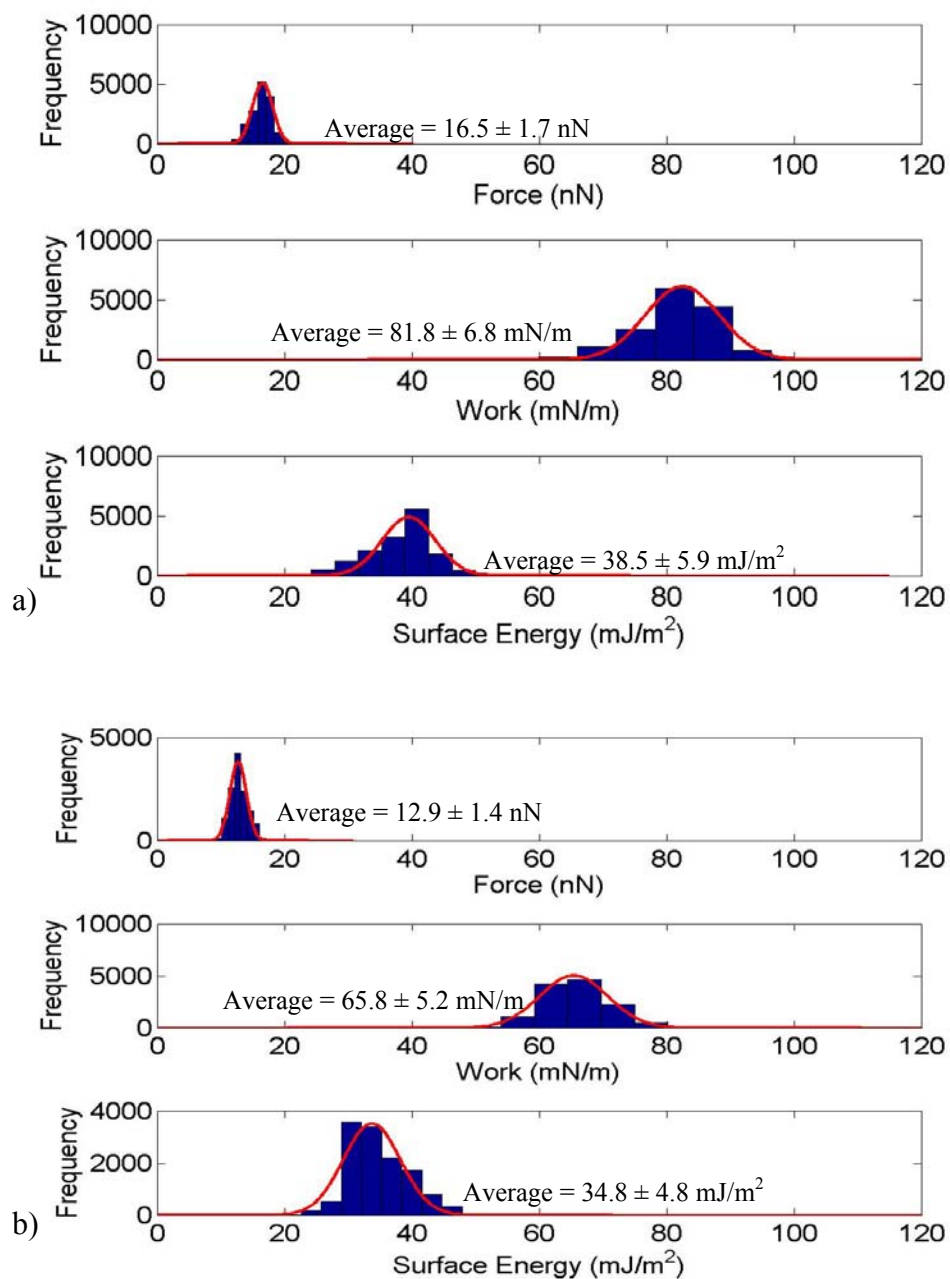 10000
Frequency
5000
Average = 16.5 ± 1.7 nN
0
0 20 40 60 80 100 120
Force (nN)
10000
Frequency
5000
Average = 81.8 ± 6.8 mN/m
0
0 20 40 60 80 100 120
Work (mN/m)
10000
Frequency
5000
Average = 38.5 ± 5.9 mJ/m²
0
a)
0 20 40 60 80 100 120
Surface Energy (mJ/m²)
5000
Frequency
Average = 12.9 ± 1.4 nN
0
0 20 40 60 80 100 120
Force (nN)
10000
Frequency
5000
Average = 65.8 ± 5.2 mN/m
0
0 20 40 60 80 100 120
Work (mN/m)
4000
Frequency
2000
Average = 34.8 ± 4.8 mJ/m²
0
b)
0 20 40 60 80 100 120
Surface Energy (mJ/m²)